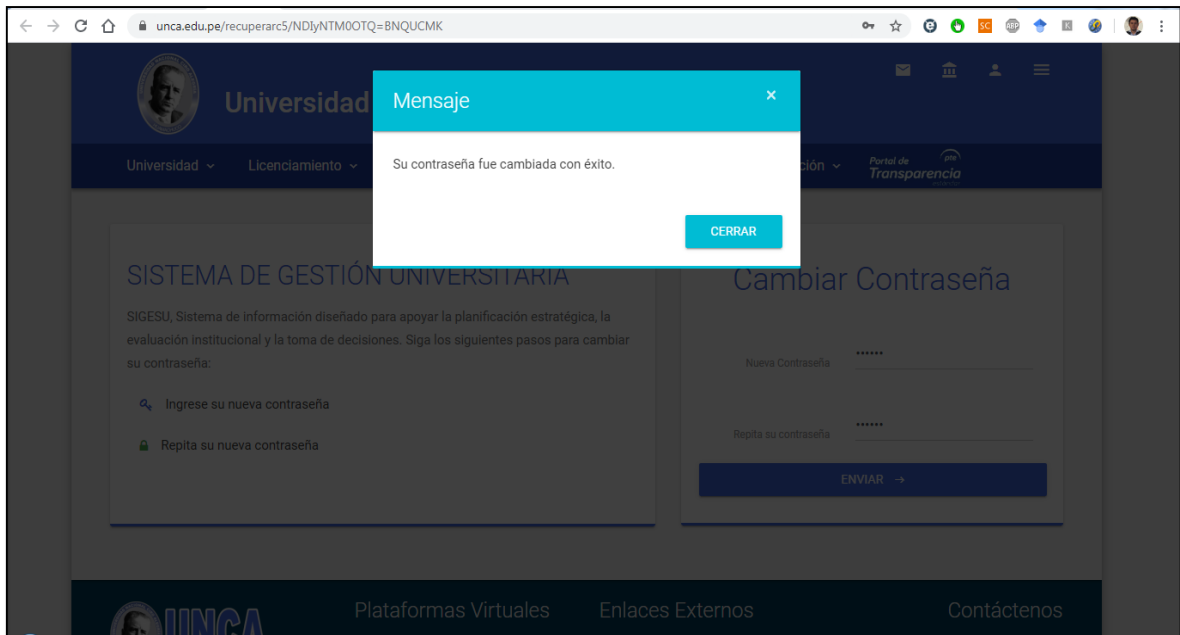 unca.edu.pe/recuperarc5/NDIyNTM0OTQ=BNQUCMK
SC
ABP
K
Universidad
Mensaje
×
Su contraseña fue cambiada con éxito.
CERRAR
Universidad
Licenciamiento
ción
Portal de
pte
Transparencia
SISTEMA DE GESTIÓN UNIVERSITARIA
SIGESU, Sistema de información diseñado para apoyar la planificación estratégica, la
evaluación institucional y la toma de decisiones. Siga los siguientes pasos para cambiar
su contraseña:
Ingrese su nueva contraseña
Repita su nueva contraseña
Cambiar Contraseña
Nueva Contraseña
••••••
Repita su contraseña
••••••
ENVIAR →
UNCA
Plataformas Virtuales
Enlaces Externos
Contáctenos